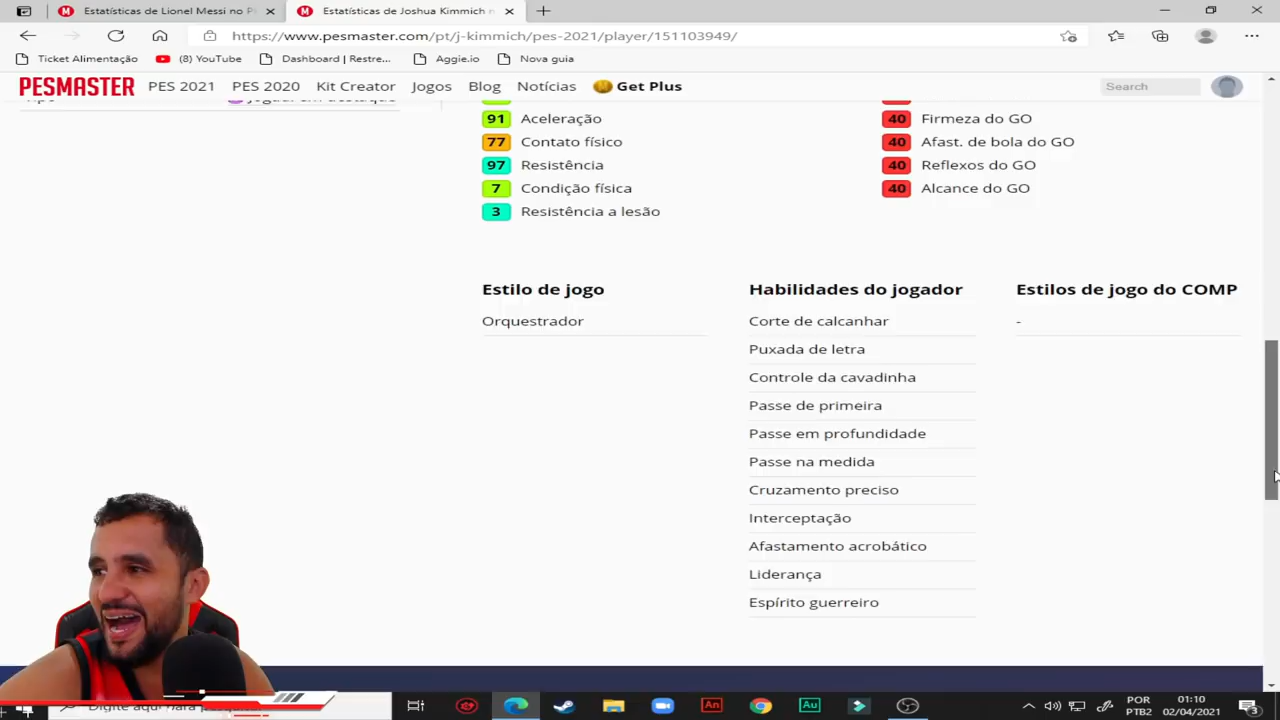 Estatísticas de Lionel Messi no P
Estatísticas de Joshua Kimmich n
https://www.pesmaster.com/pt/j-kimmich/pes-2021/player/151103949/
Ticket Alimentação
(8) YouTube
Dashboard | Restre...
Aggie.io
Nova guia
PESMASTER
PES 2021
PES 2020
Kit Creator
Jogos
Blog
Notícias
Get Plus
Search
91 Aceleração
77 Contato físico
97 Resistência
7 Condição física
3 Resistência a lesão
40 Firmeza do GO
40 Afast. de bola do GO
40 Reflexos do GO
40 Alcance do GO
Estilo de jogo
Orquestrador
Habilidades do jogador
Corte de calcanhar
Puxada de letra
Controle da cavadinha
Passe de primeira
Passe em profundidade
Passe na medida
Cruzamento preciso
Interceptação
Afastamento acrobático
Liderança
Espírito guerreiro
Estilos de jogo do COMP
-
POR
PTB2
01:10
02/04/2021